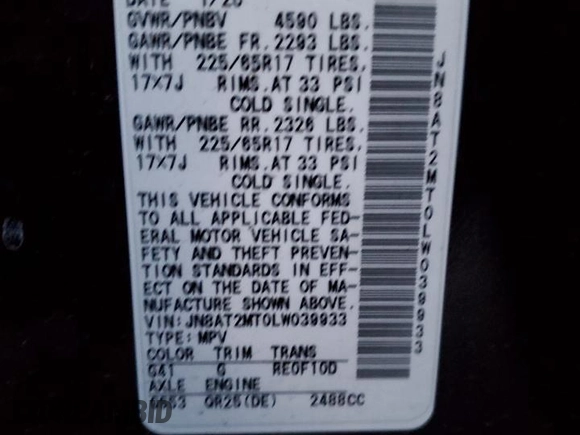 DATE 1/20
GVWR/PNBV 4590 LBS.
GAWR/PNBE FR. 2293 LBS.
WITH 225/65R17 TIRES,
17X7J RIMS.AT 33 PSI
COLD SINGLE.
GAWR/PNBE RR. 2326 LBS.
WITH 225/65R17 TIRES,
17X7J RIMS.AT 33 PSI
COLD SINGLE.
THIS VEHICLE CONFORMS
TO ALL APPLICABLE FED-
ERAL MOTOR VEHICLE SA-
FETY AND THEFT PREVEN-
TION STANDARDS IN EFF-
ECT ON THE DATE OF MA-
NUFACTURE SHOWN ABOVE.
VIN:JN8AT2MT0LW039933
TYPE: MPV
COLOR TRIM TRANS
G41 G RE0F10D
AXLE ENGINE
QR25(DE) 2488CC
JN8AT2MT0LW039933